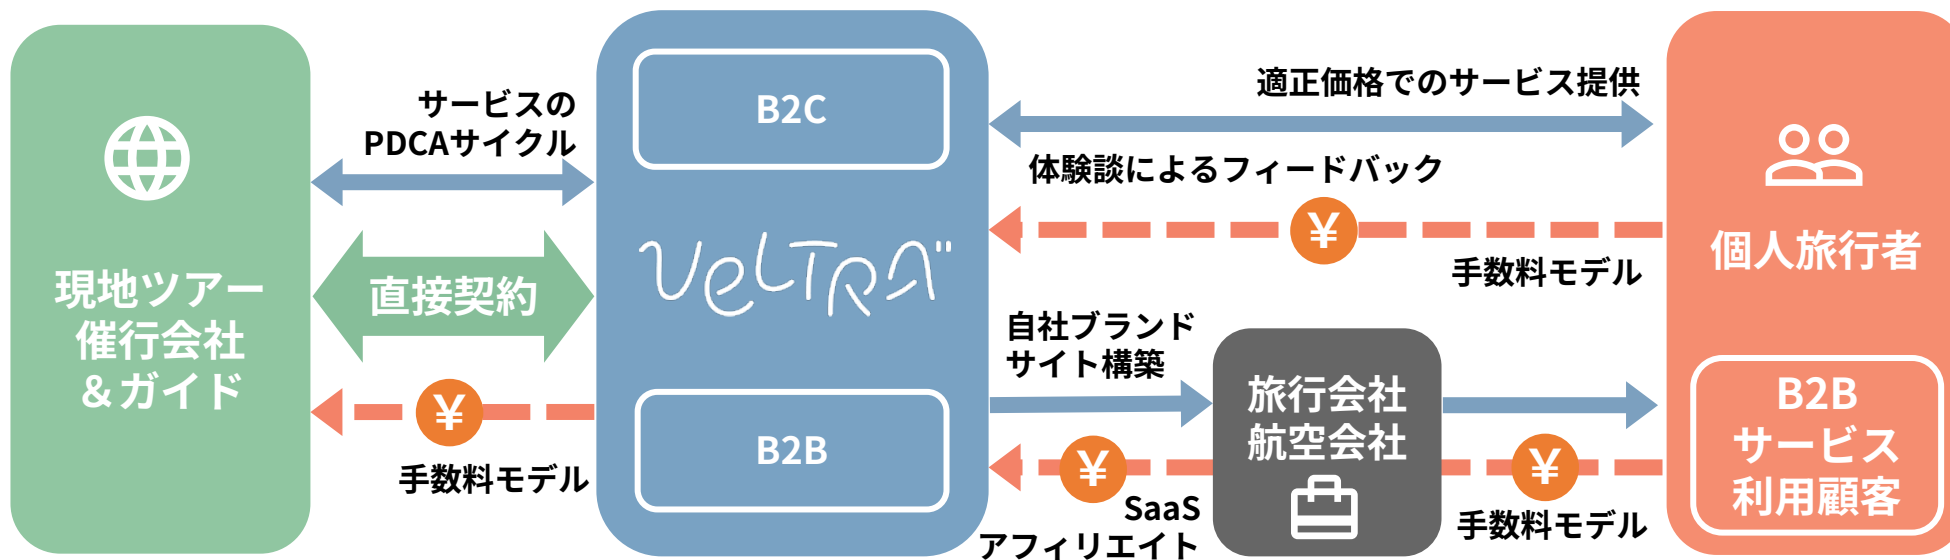 現地ツアー
催行会社
&ガイド
サービスの
PDCAサイクル
直接契約
¥
手数料モデル
B2C
VELTRA
B2B
適正価格でのサービス提供
体験談によるフィードバック
¥
手数料モデル
自社ブランド
サイト構築
¥
SaaS
アフィリエイト
旅行会社
航空会社
¥
手数料モデル
個人旅行者
B2B
サービス
利用顧客